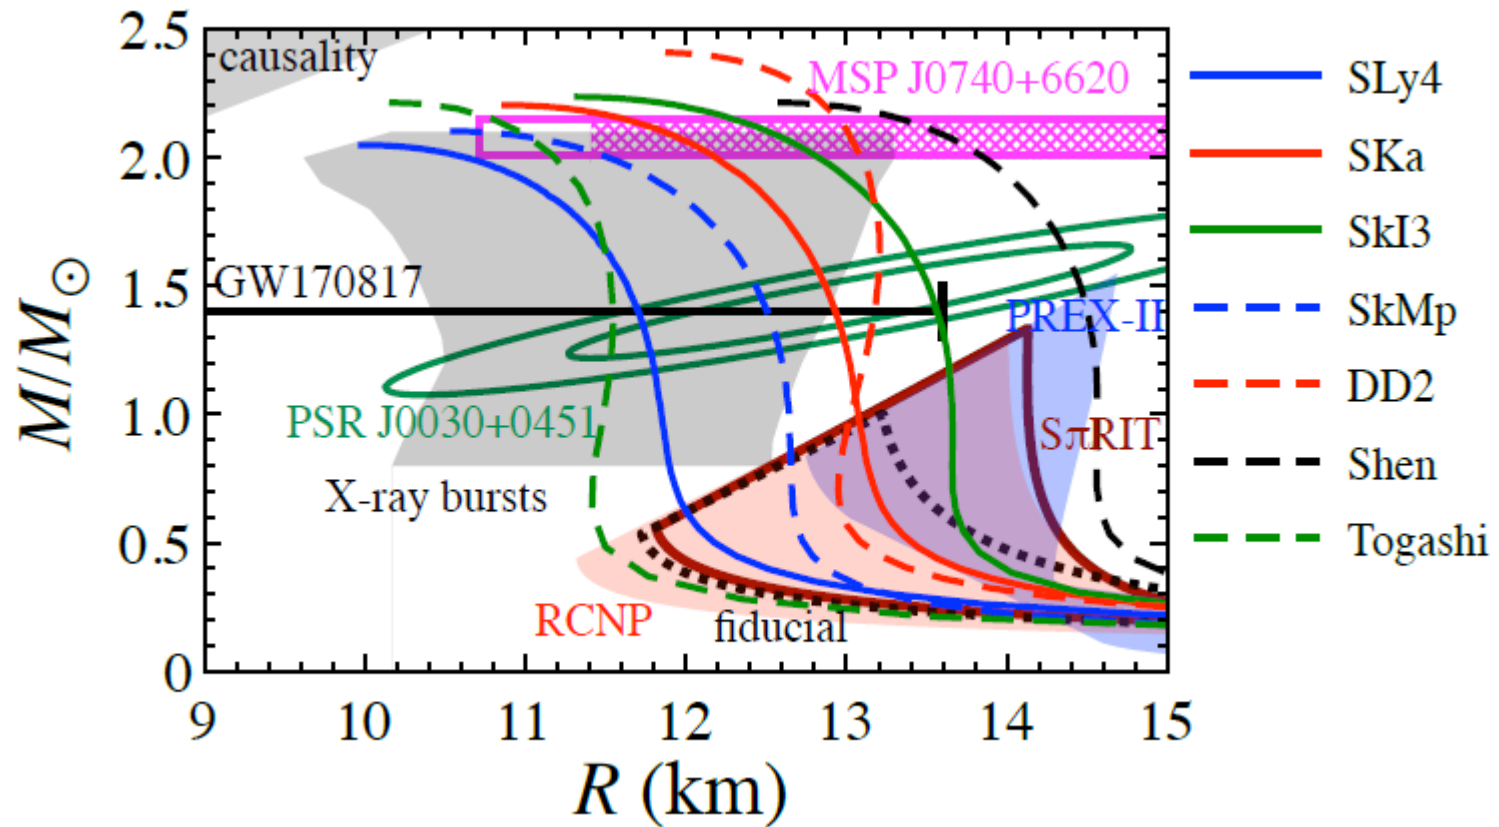 2.5
causality
MSP J0740+6620
2.0
1.5
GW170817
PREX-II
1.0
PSR J0030+0451
SπRIT
X-ray bursts
0.5
RCNP
fiducial
0
9 10 11 12 13 14 15
R (km)
M/M⊙
SLy4
SKa
SkI3
SkMp
DD2
Shen
Togashi